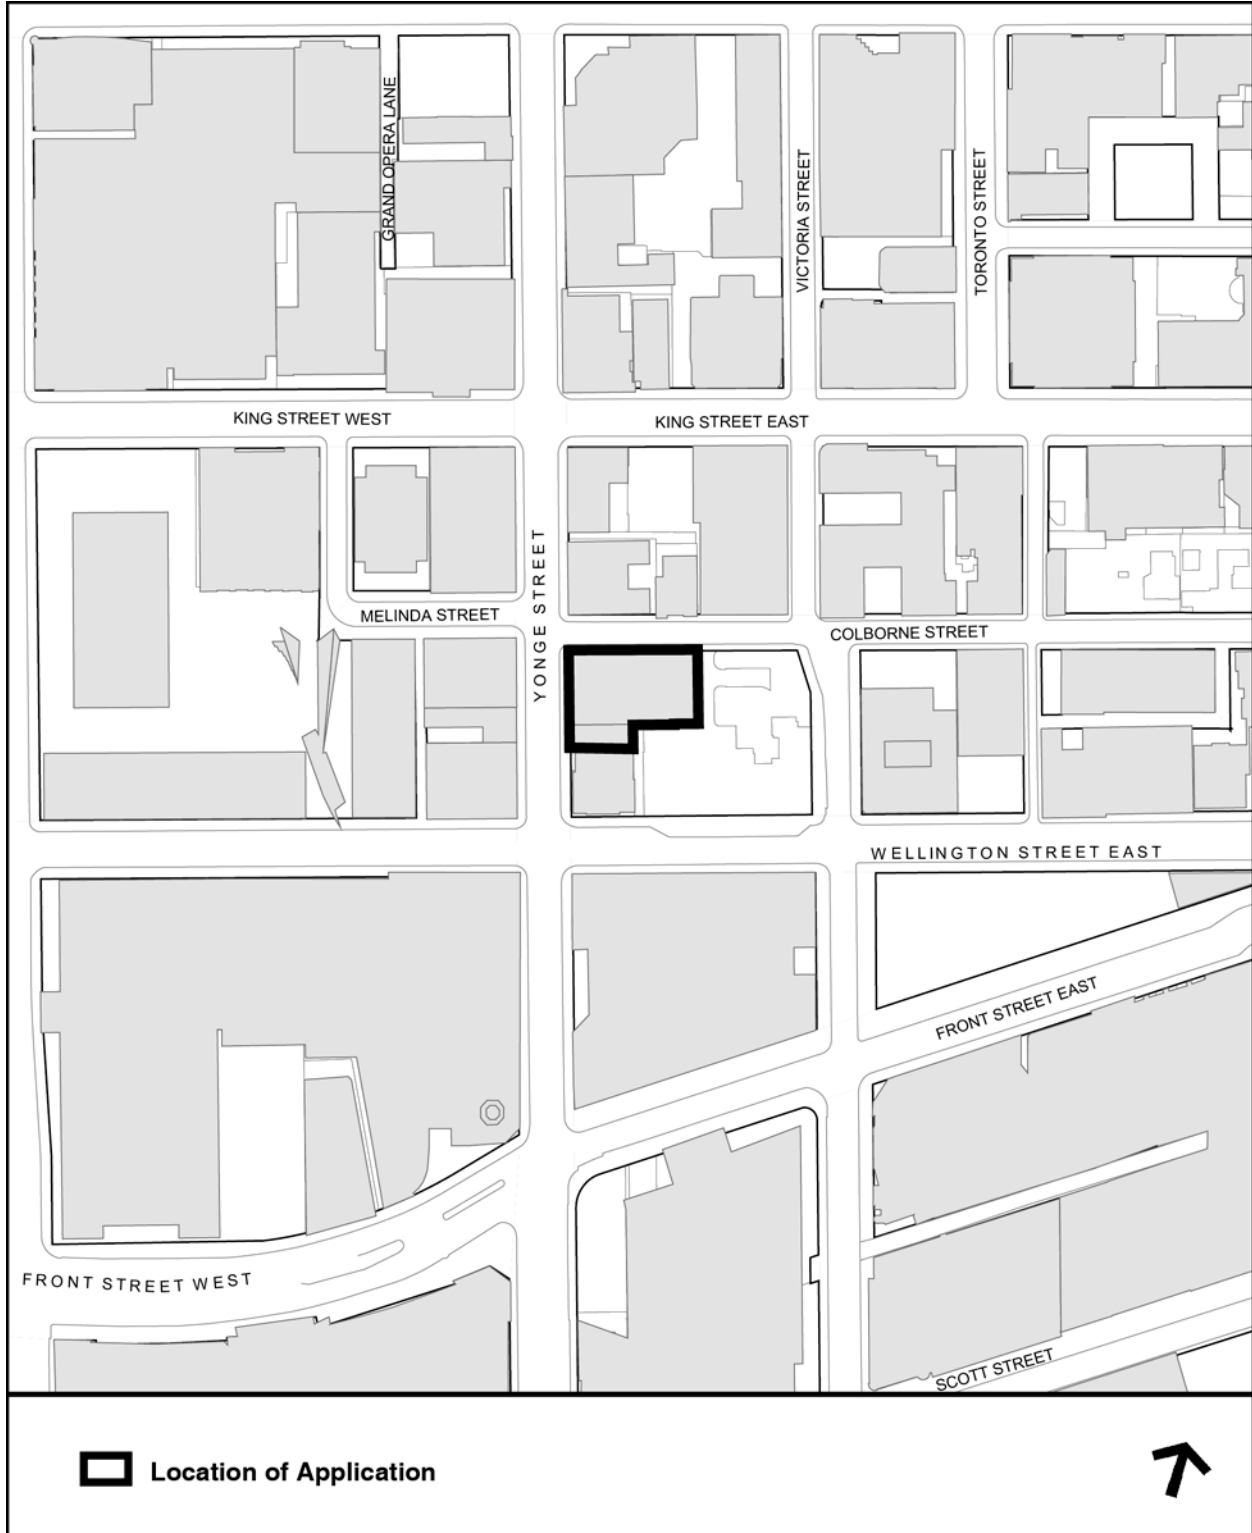 GRAND OPERA LANE
VICTORIA STREET
TORONTO STREET
KING STREET WEST
KING STREET EAST
YONGE STREET
MELINDA STREET
COLBORNE STREET
WELLINGTON STREET EAST
FRONT STREET EAST
FRONT STREET WEST
SCOTT STREET
Location of Application